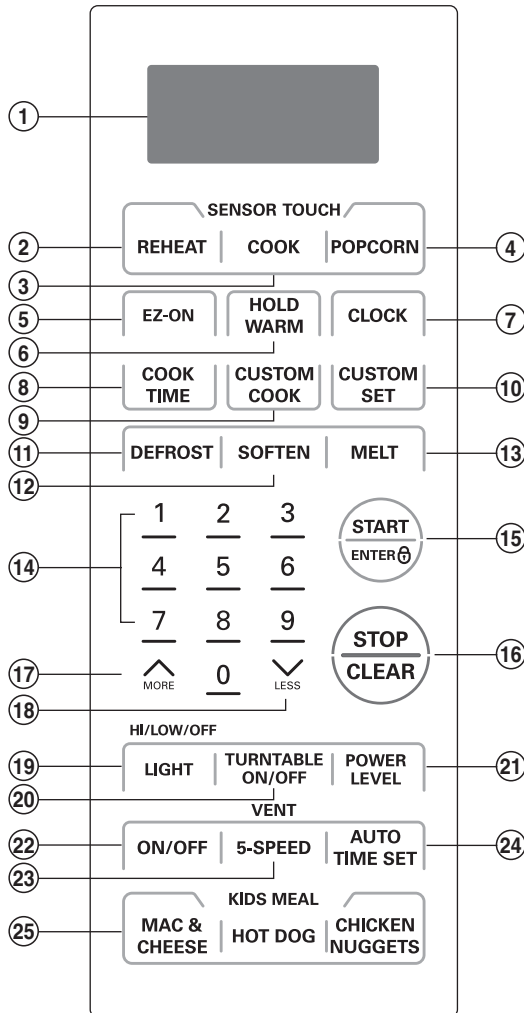 1
SENSOR TOUCH
2 REHEAT COOK POPCORN 4
3
5 EZ-ON HOLD WARM CLOCK 7
6
8 COOK TIME CUSTOM COOK CUSTOM SET 10
9
11 DEFROST SOFTEN MELT 13
12
1 2 3
START
ENTER 15
14 4 5 6
7 8 9
STOP
CLEAR 16
17 MORE 0 LESS
18
HI/LOW/OFF
19 LIGHT TURNTABLE ON/OFF POWER LEVEL 21
20
VENT
22 ON/OFF 5-SPEED AUTO TIME SET 24
23
KIDS MEAL
25 MAC & CHEESE HOT DOG CHICKEN NUGGETS